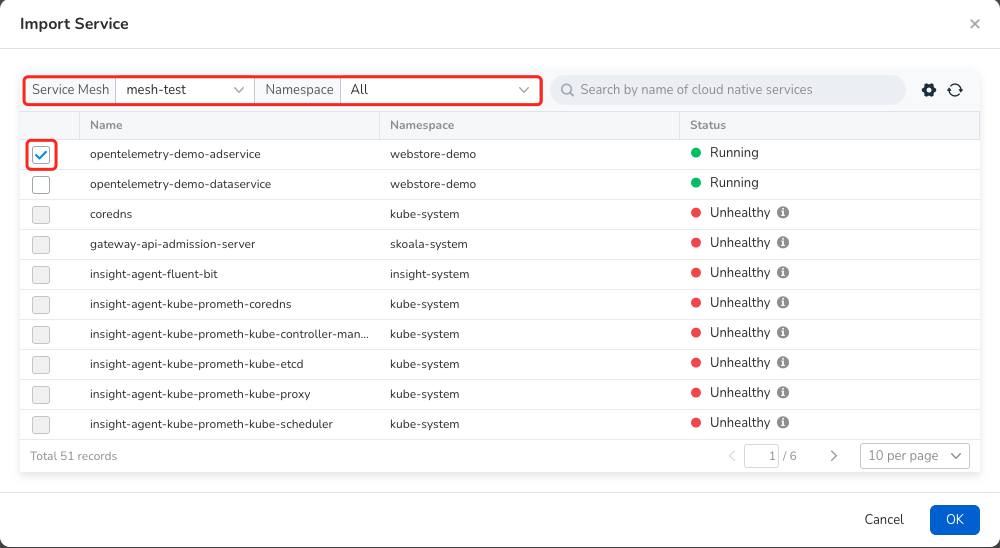 Import Service
Service Mesh mesh-test Namespace All Search by name of cloud native services
Name Namespace Status
opentelemetry-demo-adservice webstore-demo Running
opentelemetry-demo-dataservice webstore-demo Running
coredns kube-system Unhealthy
gateway-api-admission-server skoala-system Unhealthy
insight-agent-fluent-bit insight-system Unhealthy
insight-agent-kube-prometh-coredns kube-system Unhealthy
insight-agent-kube-prometh-kube-controller-man... kube-system Unhealthy
insight-agent-kube-prometh-kube-etcd kube-system Unhealthy
insight-agent-kube-prometh-kube-proxy kube-system Unhealthy
insight-agent-kube-prometh-kube-scheduler kube-system Unhealthy
Total 51 records 1 / 6 10 per page
Cancel OK